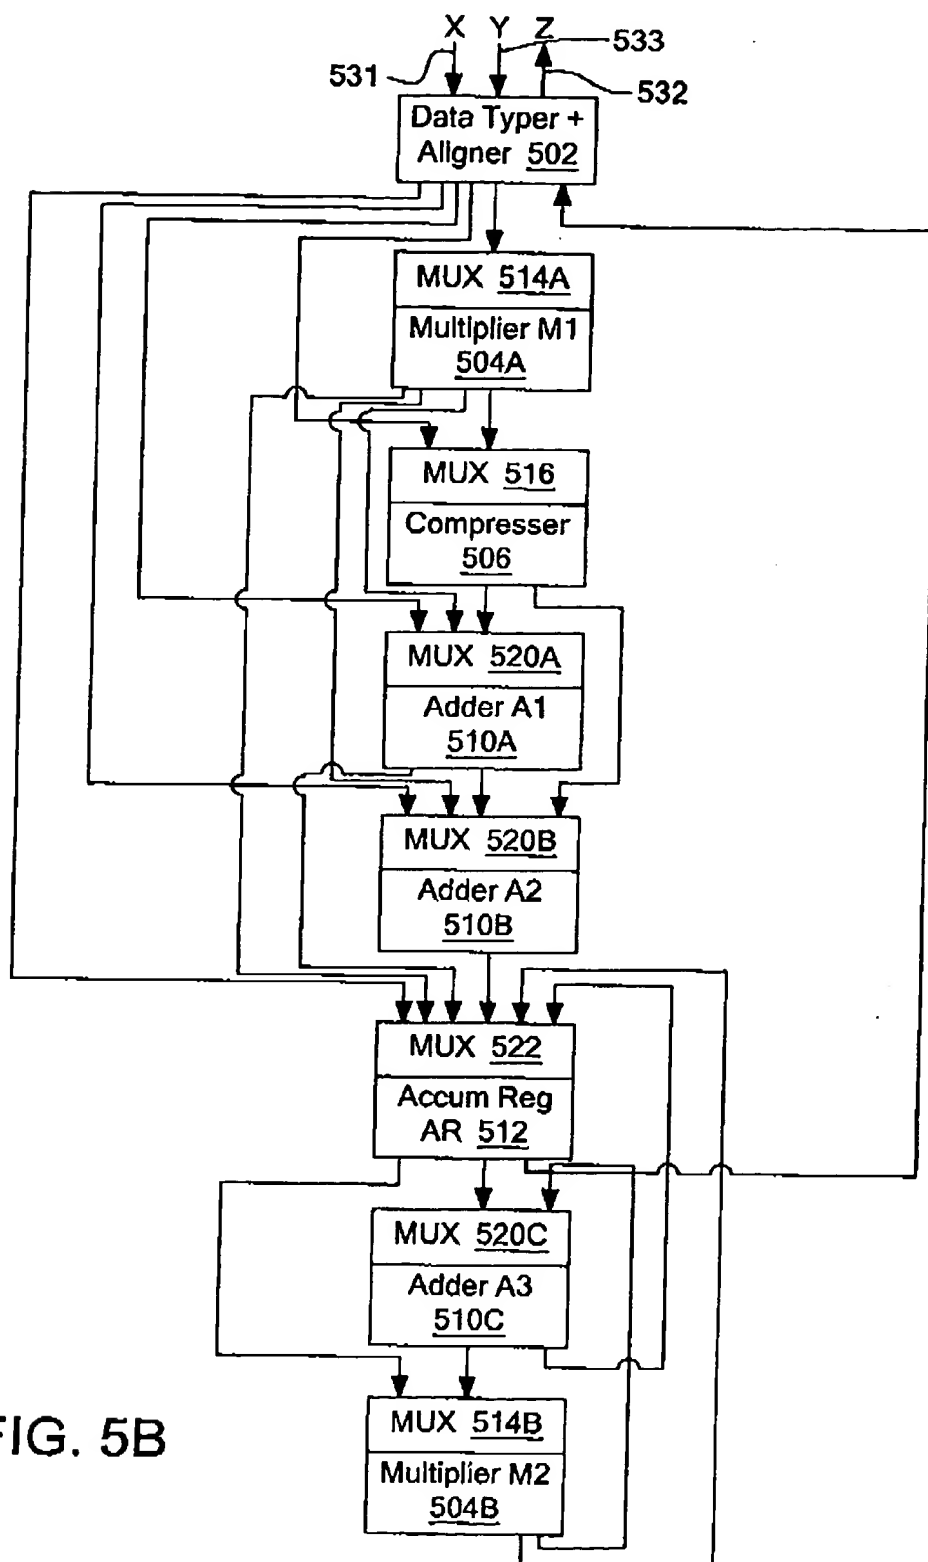 X Y Z
533
531
532
Data Typer +
Aligner 502
MUX 514A
Multiplier M1
504A
MUX 516
Compresser
506
MUX 520A
Adder A1
510A
MUX 520B
Adder A2
510B
MUX 522
Accum Reg
AR 512
MUX 520C
Adder A3
510C
MUX 514B
Multiplier M2
504B
FIG. 5B